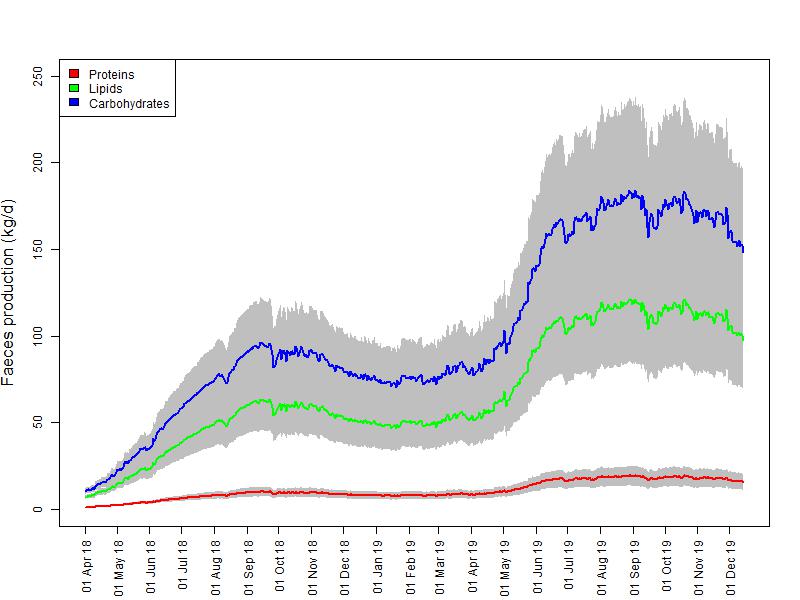 Proteins
Lipids
Carbohydrates
Faeces production (kg/d)
250
200
150
100
50
0
01 Apr 18
01 May 18
01 Jun 18
01 Jul 18
01 Aug 18
01 Sep 18
01 Oct 18
01 Nov 18
01 Dec 18
01 Jan 19
01 Feb 19
01 Mar 19
01 Apr 19
01 May 19
01 Jun 19
01 Jul 19
01 Aug 19
01 Sep 19
01 Oct 19
01 Nov 19
01 Dec 19